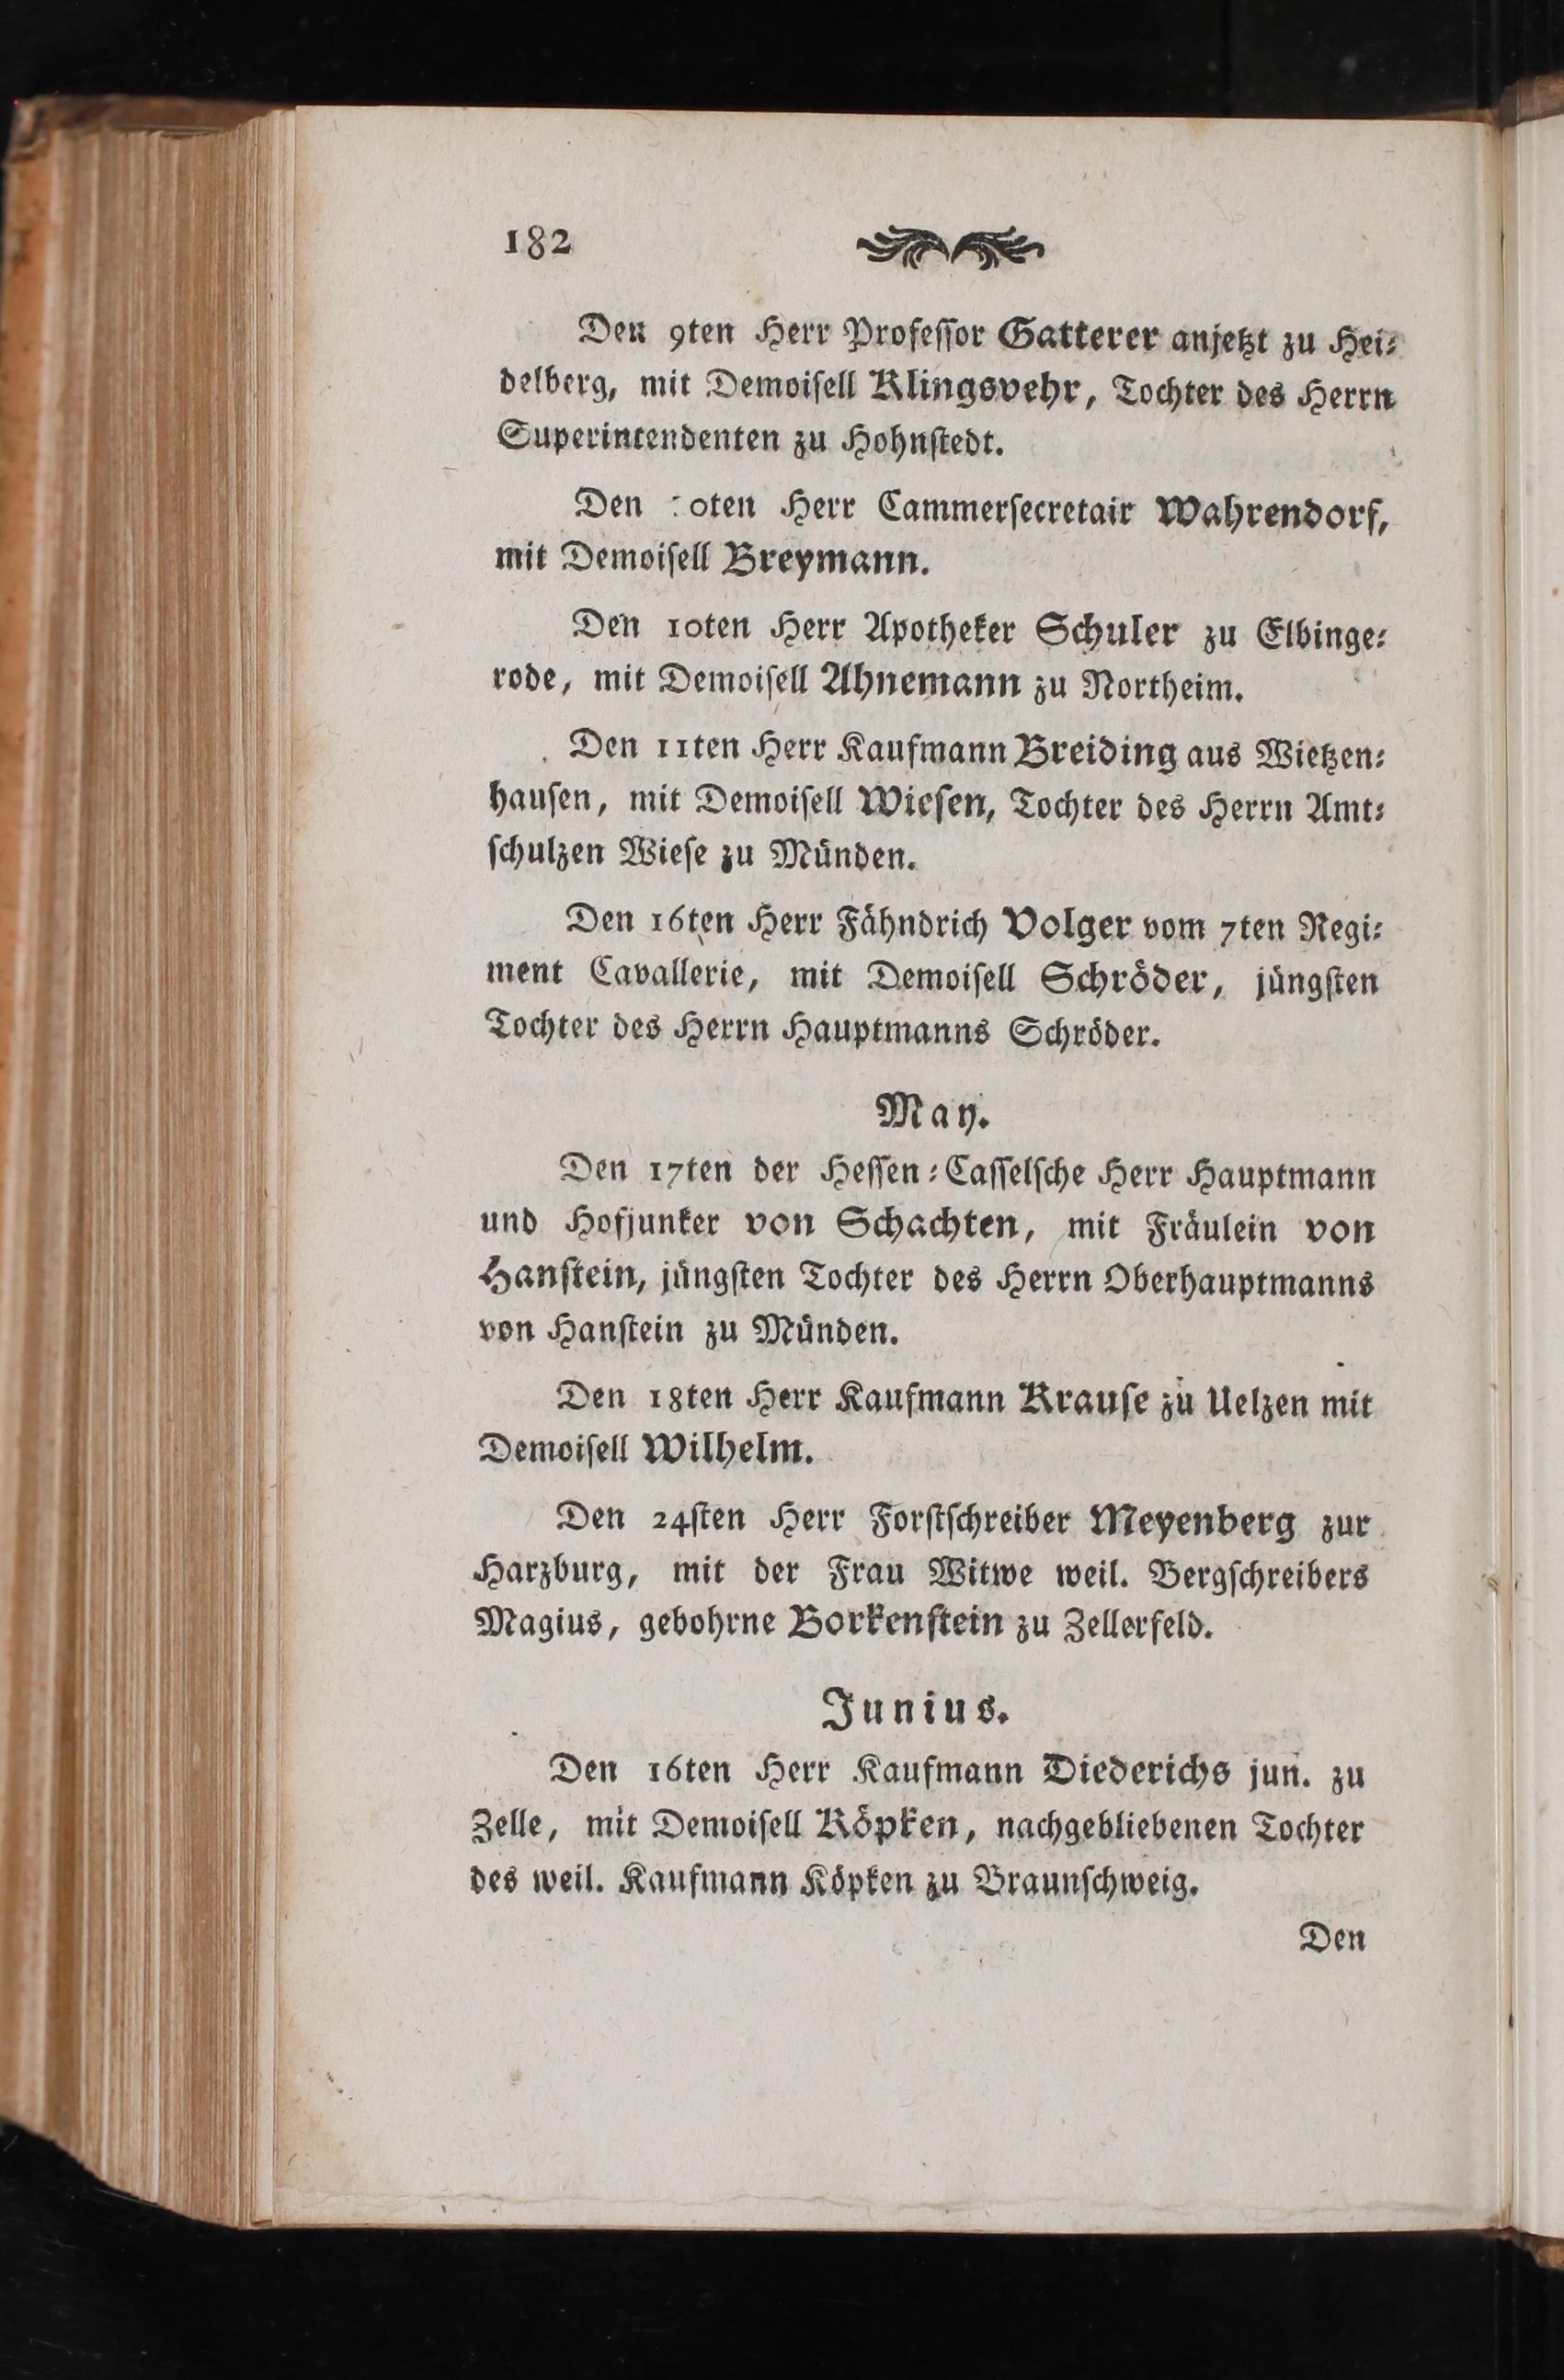 182
Den 9ten Herr Professor Gatterer anjetzt zu Hei⸗
delberg, mit Demoisell Klingsvehr, Tochter des Herrn
Superintendenten zu Hohnstedt.
Den 10ten Herr Cammersecretair Wahrendorf,
mit Demoisell Breymann.
Den 10ten Herr Apotheker Schuler zu Elbinge⸗
rode, mit Demoisell Ahnemann zu Northeim.
Den 11ten Herr Kaufmann Breiding aus Wietzen⸗
hausen, mit Demoisell Wiesen, Tochter des Herrn Amt⸗
schulzen Wiese zu Münden.
Den 16ten Herr Fähndrich Volger vom 7ten Regi⸗
ment Cavallerie, mit Demoisell Schröder, jüngsten
Tochter des Herrn Hauptmanns Schröder.
May.
Den 17ten der Hessen⸗Casselsche Herr Hauptmann
und Hofjunker von Schachten, mit Fräulein von
Hanstein, jüngsten Tochter des Herrn Oberhauptmanns
von Hanstein zu Münden.
Den 18ten Herr Kaufmann Krause zu Uelzen mit
Demoisell Wilhelm.
Den 24sten Herr Forstschreiber Meyenberg zur
Harzburg, mit der Frau Witwe weil. Bergschreibers
Magius, gebohrne Borkenstein zu Zellerfeld.
Junius.
Den 16ten Herr Kaufmann Diederichs jun. zu
Zelle, mit Demoisell Köpken, nachgebliebenen Tochter
des weil. Kaufmann Köpken zu Braunschweig.
Den